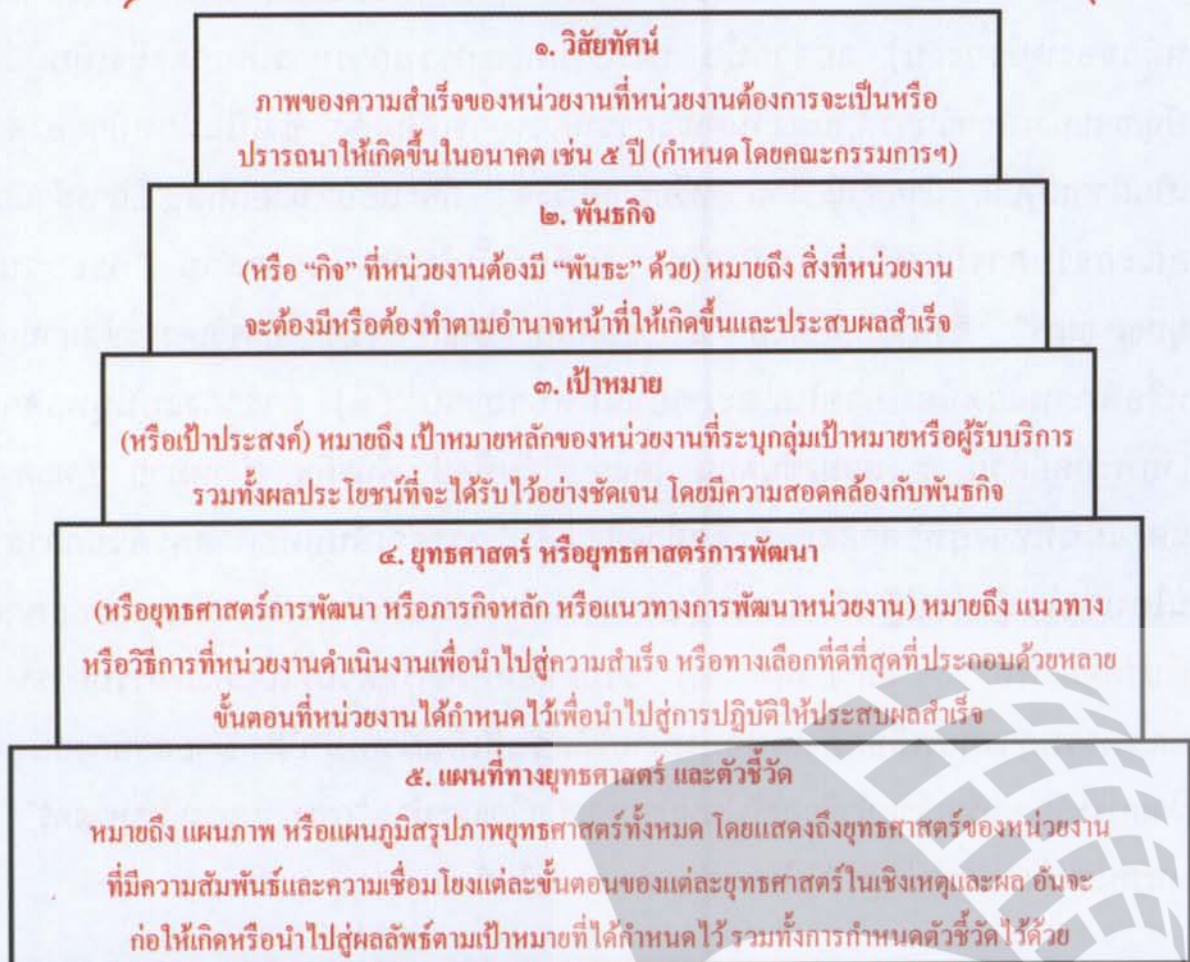 ๑. วิสัยทัศน์
ภาพของความสำเร็จของหน่วยงานที่หน่วยงานต้องการจะเป็นหรือ
ปรารถนาให้เกิดขึ้นในอนาคต เช่น ๕ ปี (กำหนดโดยคณะกรรมการฯ)
๒. พันธกิจ
(หรือ “กิจ” ที่หน่วยงานต้องมี “พันธะ” ด้วย) หมายถึง สิ่งที่หน่วยงาน
จะต้องมีหรือต้องทำตามอำนาจหน้าที่ให้เกิดขึ้นและประสบผลสำเร็จ
๓. เป้าหมาย
(หรือเป้าประสงค์) หมายถึง เป้าหมายหลักของหน่วยงานที่ระบุกลุ่มเป้าหมายหรือผู้รับบริการ
รวมทั้งผลประโยชน์ที่จะได้รับไว้อย่างชัดเจน โดยมีความสอดคล้องกับพันธกิจ
๔. ยุทธศาสตร์ หรือยุทธศาสตร์การพัฒนา
(หรือยุทธศาสตร์การพัฒนา หรือภารกิจหลัก หรือแนวทางการพัฒนาหน่วยงาน) หมายถึง แนวทาง
หรือวิธีการที่หน่วยงานดำเนินงานเพื่อนำไปสู่ความสำเร็จ หรือทางเลือกที่ดีที่สุดที่ประกอบด้วยหลาย
ขั้นตอนที่หน่วยงานได้กำหนดไว้เพื่อนำไปสู่การปฏิบัติให้ประสบผลสำเร็จ
๕. แผนที่ทางยุทธศาสตร์ และตัวชี้วัด
หมายถึง แผนภาพ หรือแผนภูมิสรุปภาพยุทธศาสตร์ทั้งหมด โดยแสดงถึงยุทธศาสตร์ของหน่วยงาน
ที่มีความสัมพันธ์และความเชื่อมโยงแต่ละขั้นตอนของแต่ละยุทธศาสตร์ในเชิงเหตุและผล อันจะ
ก่อให้เกิดหรือนำไปสู่ผลลัพธ์ตามเป้าหมายที่ได้กำหนดไว้ รวมทั้งการกำหนดตัวชี้วัดไว้ด้วย